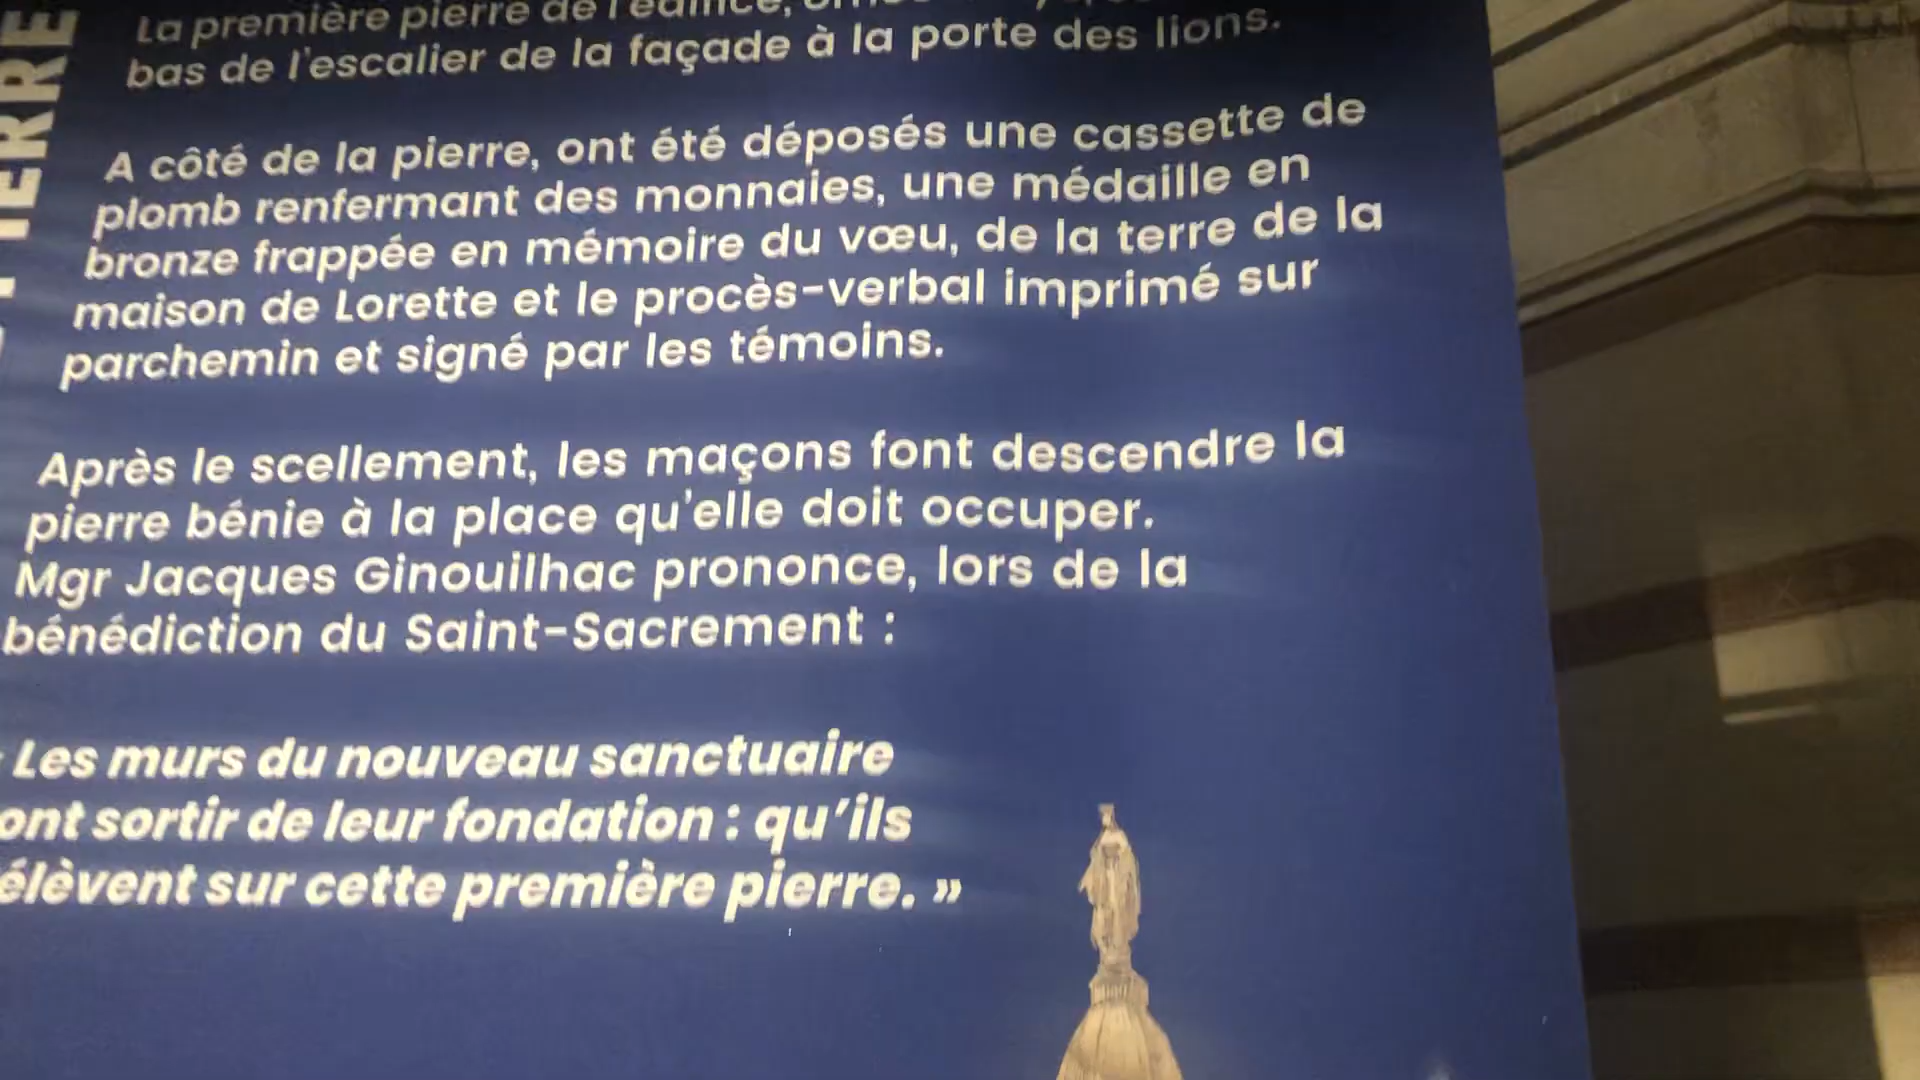 La première pierre de l'édifice,
bas de l'escalier de la façade à la porte des lions.
A côté de la pierre, ont été déposés une cassette de
plomb renfermant des monnaies, une médaille en
bronze frappée en mémoire du vœu, de la terre de la
maison de Lorette et le procès-verbal imprimé sur
parchemin et signé par les témoins.
Après le scellement, les maçons font descendre la
pierre bénie à la place qu'elle doit occuper.
Mgr Jacques Ginouilhac prononce, lors de la
bénédiction du Saint-Sacrement :
Les murs du nouveau sanctuaire
ont sortir de leur fondation : qu'ils
élèvent sur cette première pierre. »